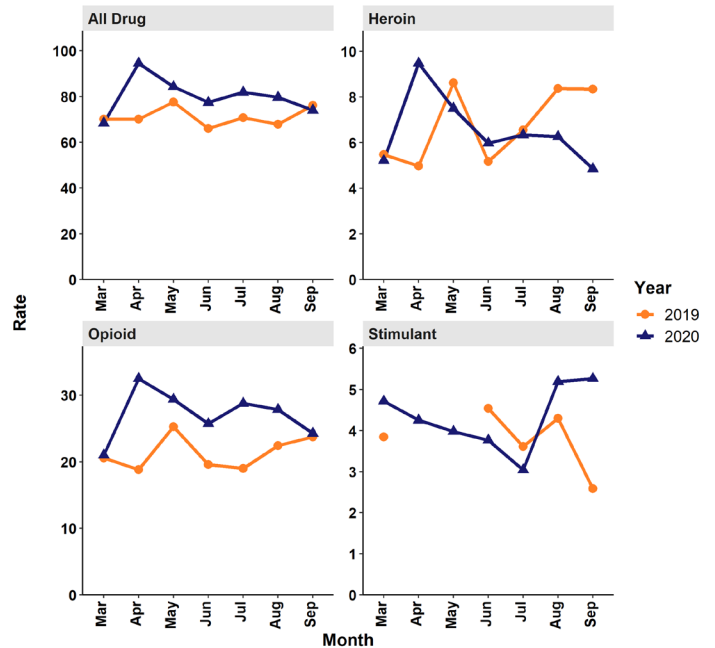 All Drug
Heroin
100
80
60
40
20
0
10
8
6
4
2
0
Mar
Apr
May
Jun
Jul
Aug
Sep
Mar
Apr
May
Jun
Jul
Aug
Sep
Rate
Year
2019
2020
Opioid
Stimulant
30
20
10
0
6
5
4
3
2
1
0
Mar
Apr
May
Jun
Jul
Aug
Sep
Mar
Apr
May
Jun
Jul
Aug
Sep
Month